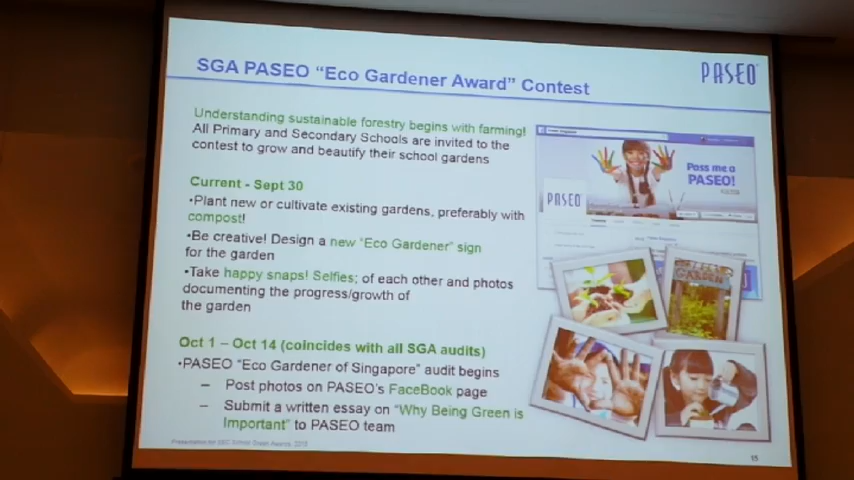 SGA PASEO “Eco Gardener Award” Contest
PASEO
Understanding sustainable forestry begins with farming!
All Primary and Secondary Schools are invited to the
contest to grow and beautify their school gardens
Current - Sept 30
•Plant new or cultivate existing gardens, preferably with
compost!
•Be creative! Design a new “Eco Gardener” sign
for the garden
•Take happy snaps! Selfies; of each other and photos
documenting the progress/growth of
the garden
Oct 1 – Oct 14 (coincides with all SGA audits)
•PASEO “Eco Gardener of Singapore” audit begins
– Post photos on PASEO's FaceBook page
– Submit a written essay on “Why Being Green is
Important” to PASEO team
Pass me a
PASEO!
PASEO
GARDEN
15